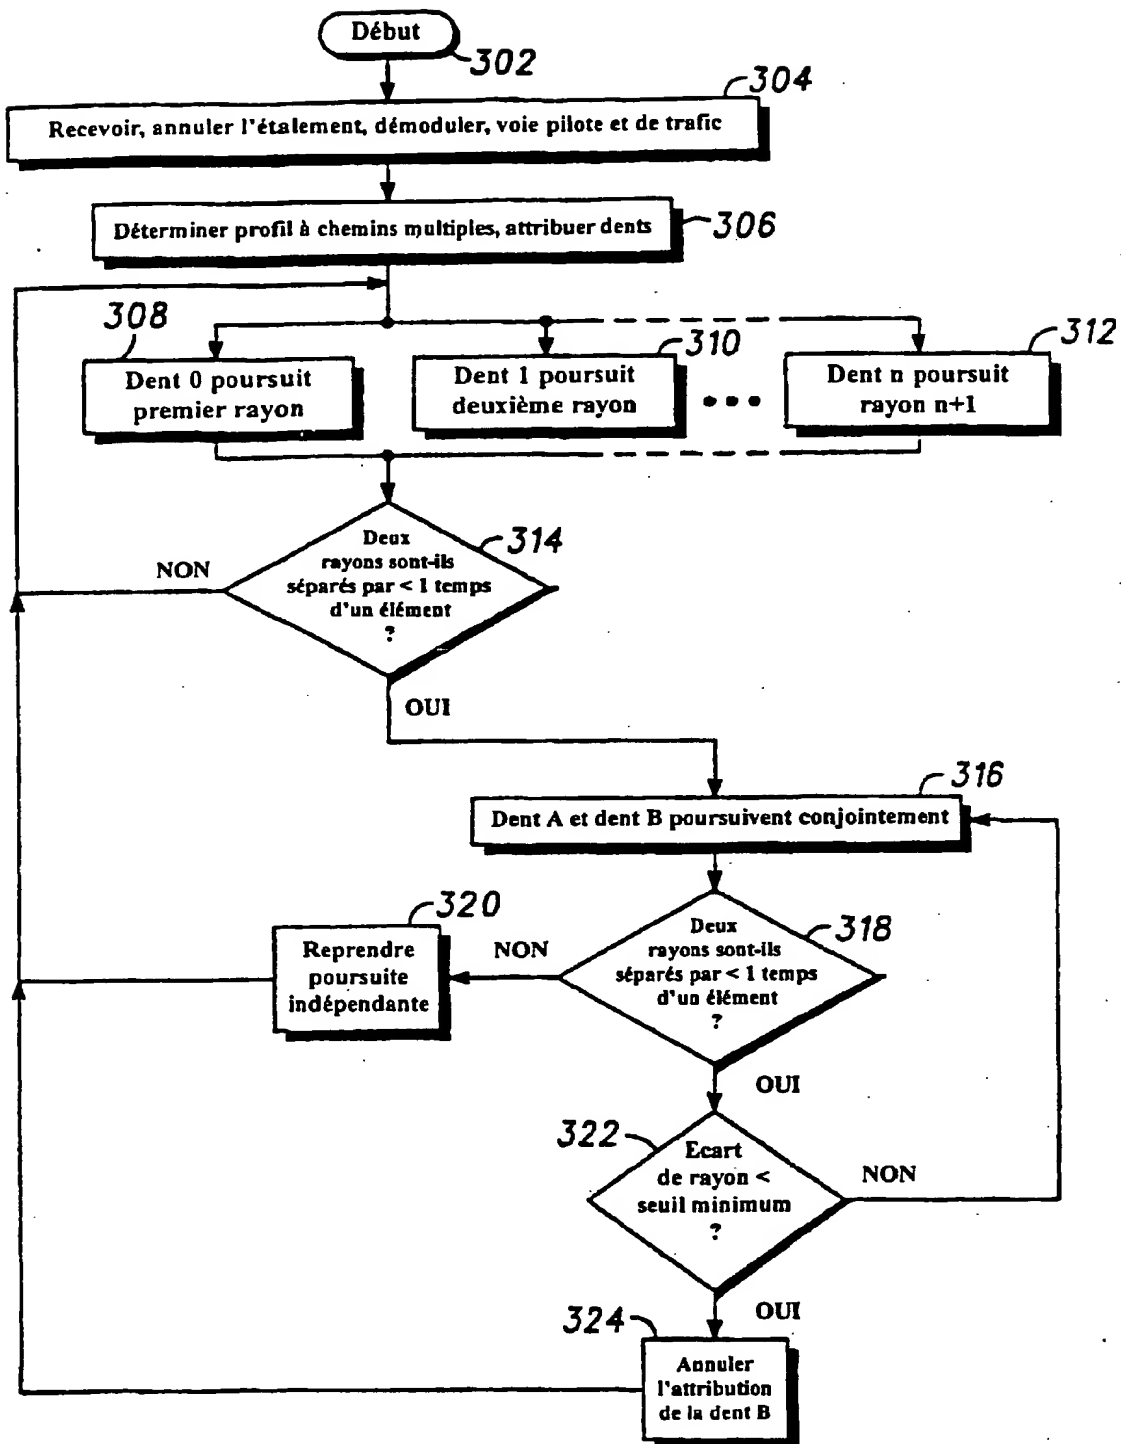 Début
302
304
Recevoir, annuler l'étalement, démoduler, voie pilote et de trafic
Déterminer profil à chemins multiples, attribuer dents
306
308
Dent 0 poursuit
premier rayon
310
Dent 1 poursuit
deuxième rayon
312
Dent n poursuit
rayon n+1
314
Deux
rayons sont-ils
séparés par < 1 temps
d'un élément
?
NON
OUI
316
Dent A et dent B poursuivent conjointement
318
Deux
rayons sont-ils
séparés par < 1 temps
d'un élément
?
NON
320
Reprendre
poursuite
indépendante
OUI
322
Ecart
de rayon <
seuil minimum
?
NON
OUI
324
Annuler
l'attribution
de la dent B